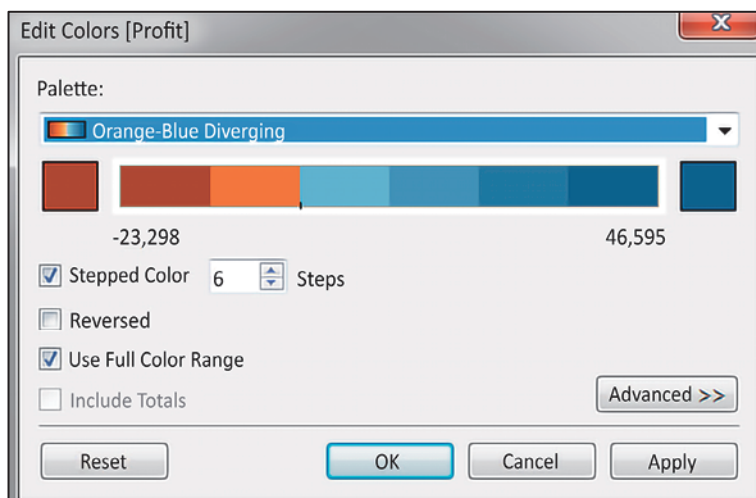 Edit Colors [Profit]
X
Palette:
Orange-Blue Diverging
-23,298 46,595
Stepped Color 6 Steps
Reversed
Use Full Color Range
Include Totals
Advanced >>
Reset OK Cancel Apply